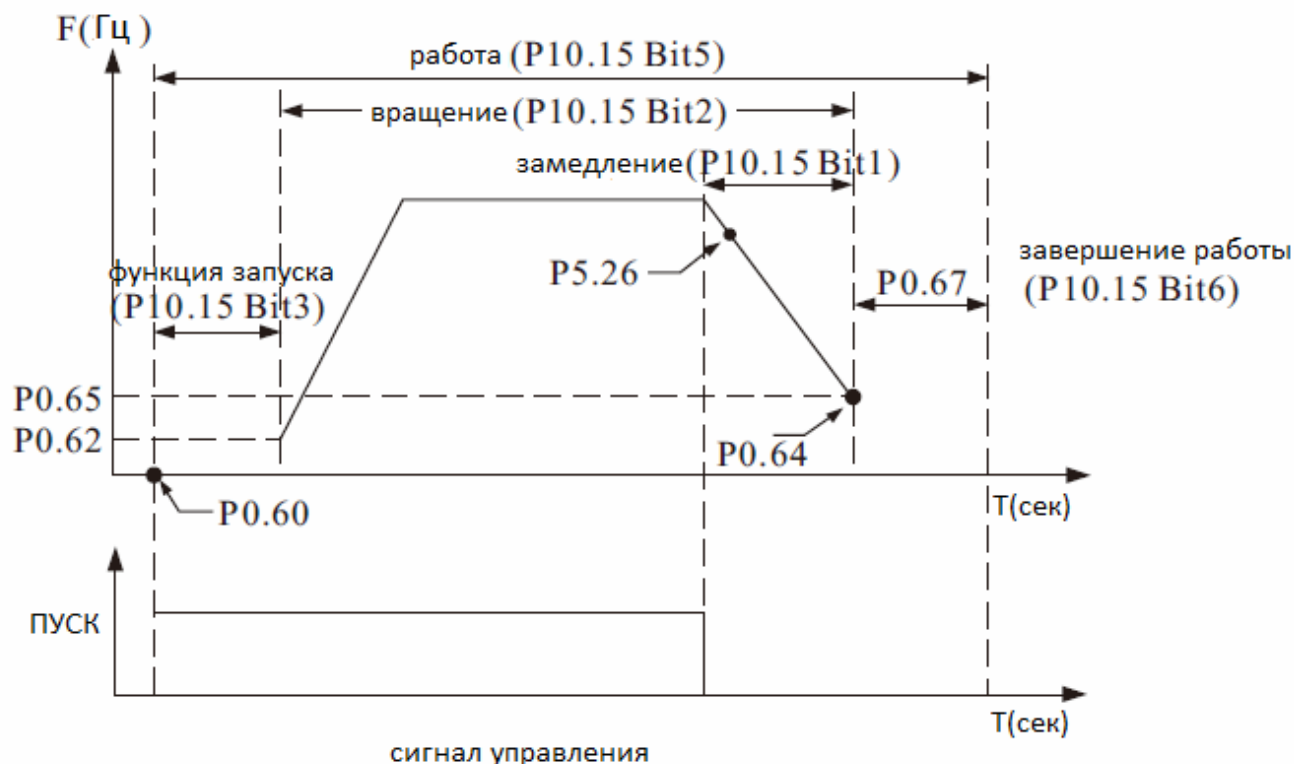 F(Гц)
работа (P10.15 Bit5)
вращение(P10.15 Bit2)
замедление(P10.15 Bit1)
функция запуска
(P10.15 Bit3)
P5.26
P0.67
завершение работы
(P10.15 Bit6)
P0.65
P0.62
P0.64
P0.60
T(сек)
ПУСК
T(сек)
сигнал управления